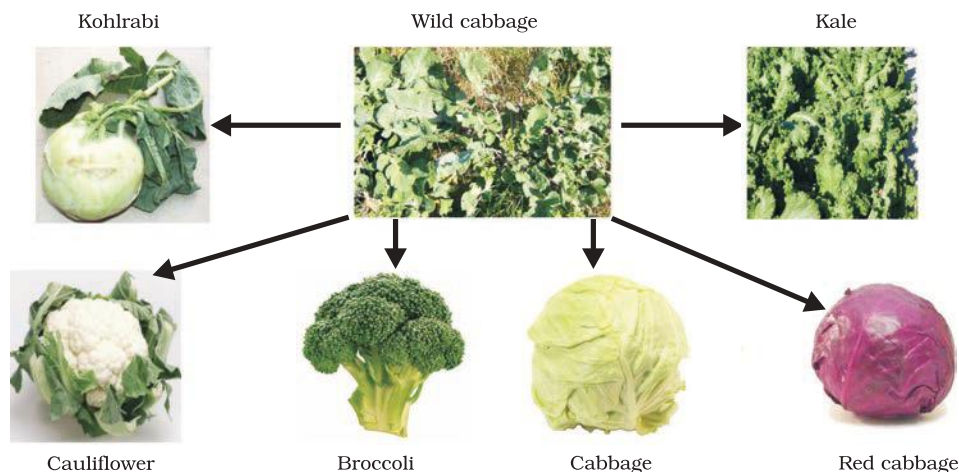 Kohlrabi
Wild cabbage
Kale
Cauliflower
Broccoli
Cabbage
Red cabbage